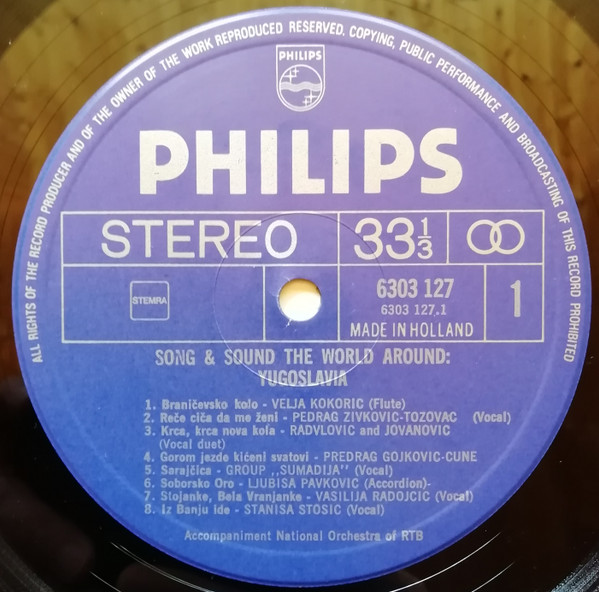 ALL RIGHTS OF THE RECORD PRODUCER AND OF THE OWNER OF THE WORK REPRODUCED RESERVED. COPYING, PUBLIC PERFORMANCE AND BROADCASTING OF THIS RECORD PROHIBITED
PHILIPS
PHILIPS
STEREO 33 1/3
STEMRA
6303 127
6303 127.1
MADE IN HOLLAND
1
SONG & SOUND THE WORLD AROUND:
YUGOSLAVIA
1. Braničevsko kolo - VELJA KOKORIC (Flute)
2. Reče ciča da me ženi - PEDRAG ZIVKOVIC-TOZOVAC (Vocal)
3. Krca, krca nova kola - RADVLOVIC and JOVANOVIC
(Vocal duet)
4. Gorom jezde kićeni svatovi - PREDRAG GOJKOVIC-CUNE
5. Sarajčica - GROUP ,,SUMADIJA'' (Vocal)
6. Soborsko Oro - LJUBISA PAVKOVIC (Accordion)-
7. Stojanke, Bela Vranjanke - VASILIJA RADOJCIC (Vocal)
8. Iz Banju ide - STANISA STOSIC (Vocal)
Accompaniment National Orchestra of RTB